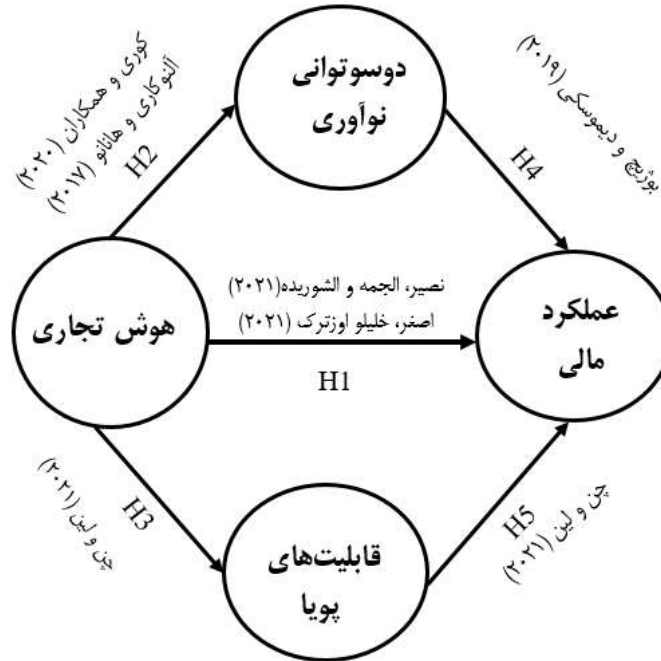 دوسوتوانی
نوآوری
کوری و همکاران (۲۰۲۰)
آلنوکاری و هانانو (۲۰۱۷)
H2
بوژیچ و دیموسکی (۲۰۱۹)
H4
هوش تجاری
نصیر، الجمه و الشوریده(۲۰۲۱)
اصغر، خلیلو اوزترک (۲۰۲۱)
H1
عملکرد
مالی
H3
چن و لین (۲۰۲۱)
قابلیت‌های
پویا
H5
چن و لین (۲۰۲۱)